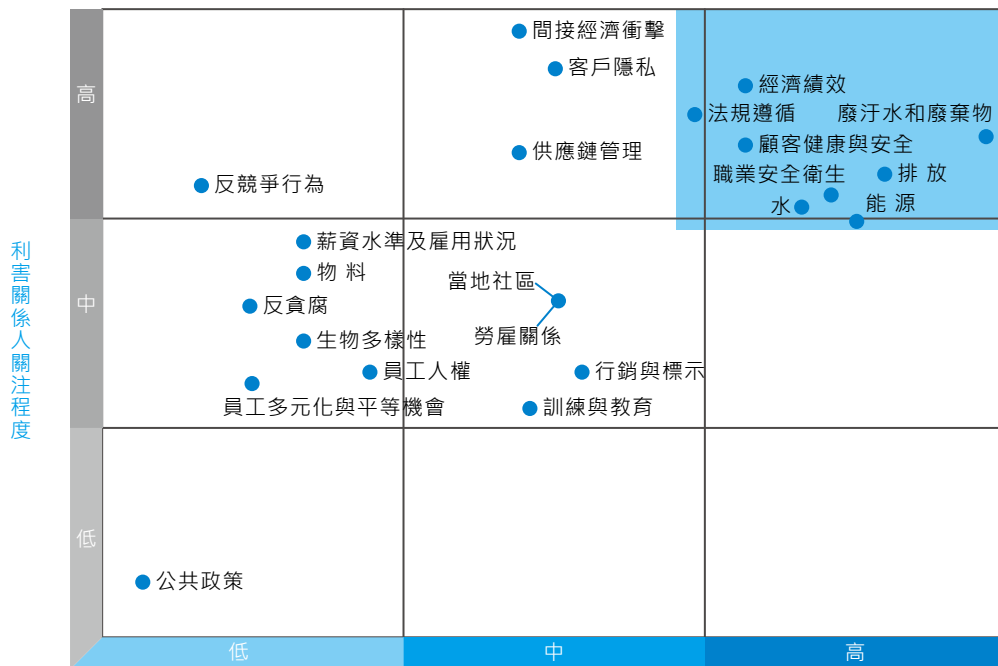 間接經濟衝擊
客戶隱私
高
經濟績效
法規遵循
廢汙水和廢棄物
顧客健康與安全
供應鏈管理
職業安全衛生
排 放
反競爭行為
水
能 源
利害關係人關注程度
薪資水準及雇用狀況
物 料
當地社區
中
反貪腐
勞雇關係
生物多樣性
員工人權
行銷與標示
員工多元化與平等機會
訓練與教育
低
公共政策
低
中
高